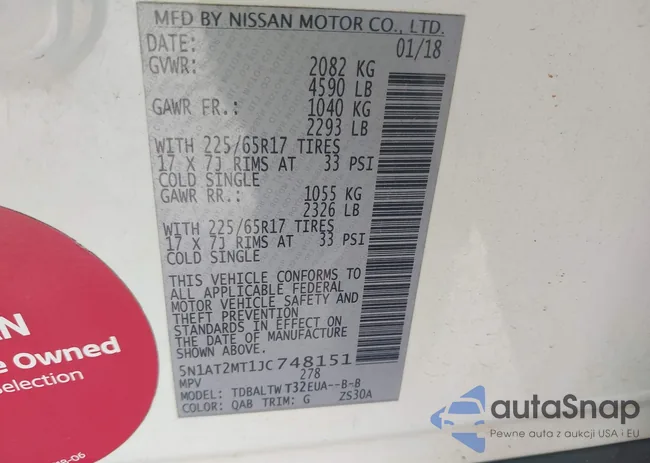 MFD BY NISSAN MOTOR CO., LTD.
DATE: 01/18
GVWR: 2082 KG
4590 LB
GAWR FR.: 1040 KG
2293 LB
WITH 225/65R17 TIRES
17 X 7J RIMS AT 33 PSI
COLD SINGLE
GAWR RR.: 1055 KG
2326 LB
WITH 225/65R17 TIRES
17 X 7J RIMS AT 33 PSI
COLD SINGLE
THIS VEHICLE CONFORMS TO
ALL APPLICABLE FEDERAL
MOTOR VEHICLE SAFETY AND
THEFT PREVENTION
STANDARDS IN EFFECT ON
THE DATE OF MANUFACTURE
SHOWN ABOVE.
5N1AT2MT1JC748151
MPV 278
MODEL: TDBALTW T32EUA--B-B
COLOR: QAB TRIM: G ZS30A
Owned
Selection
autaSnap
Pewne auta z aukcji USA i EU